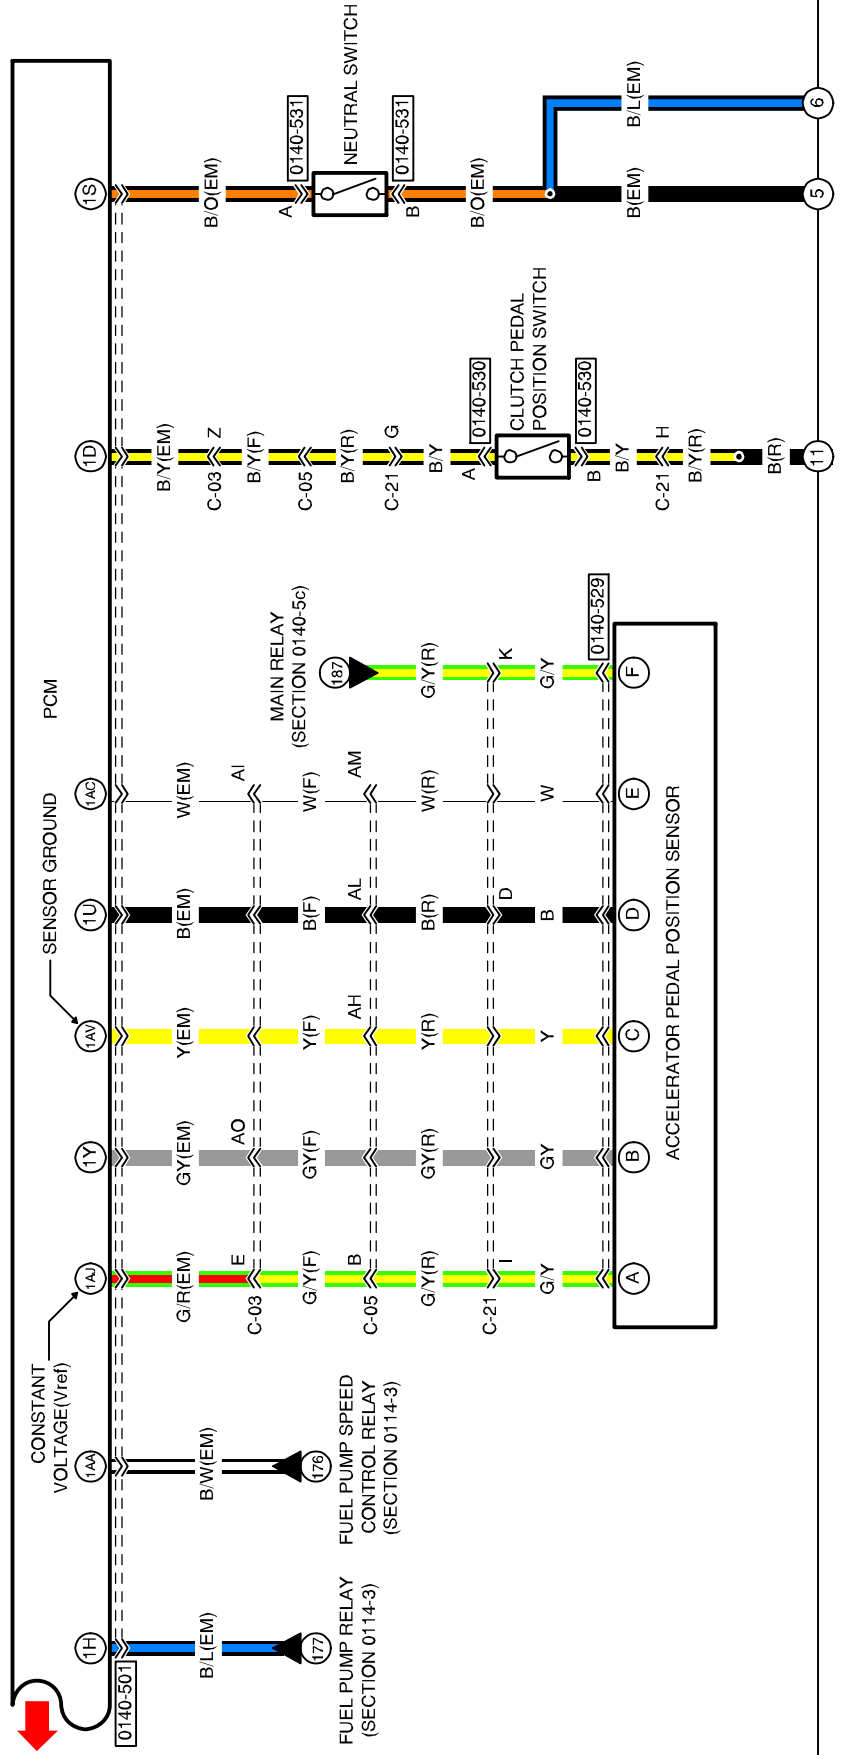 0140-501
1H
B/L(EM)
177
FUEL PUMP RELAY
(SECTION 0114-3)
CONSTANT
VOLTAGE(Vref)
1AA
B/W(EM)
176
FUEL PUMP SPEED
CONTROL RELAY
(SECTION 0114-3)
1AJ
G/R(EM)
E
C-03
G/Y(F)
B
C-05
G/Y(R)
I
C-21
G/Y
A
1Y
GY(EM)
AO
GY(F)
GY(R)
GY
B
SENSOR GROUND
1AV
Y(EM)
Y(F)
AH
Y(R)
Y
C
1U
B(EM)
B(F)
AL
B(R)
D
B
D
1AC
W(EM)
AI
W(F)
AM
W(R)
W
E
PCM
MAIN RELAY
(SECTION 0140-5c)
187
G/Y(R)
K
G/Y
0140-529
F
ACCELERATOR PEDAL POSITION SENSOR
1D
B/Y(EM)
Z
C-03
B/Y(F)
C-05
B/Y(R)
G
C-21
B/Y
A
0140-530
CLUTCH PEDAL
POSITION SWITCH
0140-530
B
B/Y
H
C-21
B/Y(R)
B(R)
11
1S
B/O(EM)
A
0140-531
NEUTRAL SWITCH
0140-531
B
B/O(EM)
B/L(EM)
6
B(EM)
5